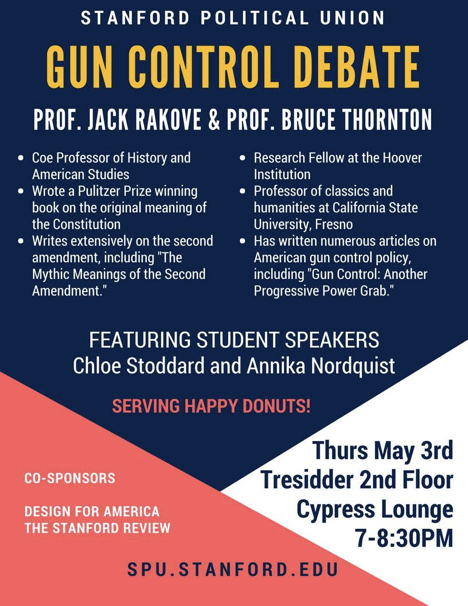 STANFORD POLITICAL UNION
GUN CONTROL DEBATE
PROF. JACK RAKOVE & PROF. BRUCE THORNTON
• Coe Professor of History and
American Studies
• Wrote a Pulitzer Prize winning
book on the original meaning of
the Constitution
• Writes extensively on the second
amendment, including "The
Mythic Meanings of the Second
Amendment."
• Research Fellow at the Hoover
Institution
• Professor of classics and
humanities at California State
University, Fresno
• Has written numerous articles on
American gun control policy,
including "Gun Control: Another
Progressive Power Grab."
FEATURING STUDENT SPEAKERS
Chloe Stoddard and Annika Nordquist
SERVING HAPPY DONUTS!
Thurs May 3rd
Tresidder 2nd Floor
Cypress Lounge
7-8:30PM
CO-SPONSORS
DESIGN FOR AMERICA
THE STANFORD REVIEW
SPU.STANFORD.EDU